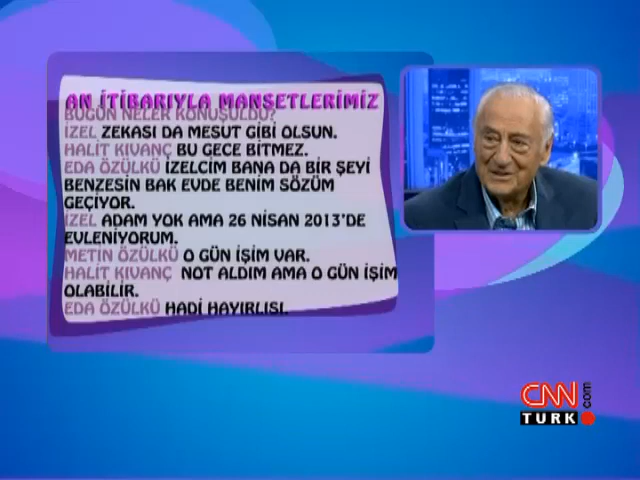 AN İTİBARIYLA MANŞETLERİMİZ
BUGÜN NELER KONUŞULDU?
İZEL ZEKASI DA MESUT GİBİ OLSUN.
HALİT KIVANÇ BU GECE BİTMEZ.
EDA ÖZÜLKÜ İZELCİM BANA DA BİR ŞEYİ
BENZESİN BAK EVDE BENİM SÖZÜM
GEÇİYOR.
İZEL ADAM YOK AMA 26 NİSAN 2013'DE
EVLENİYORUM.
METİN ÖZÜLKÜ O GÜN İŞİM VAR.
HALİT KIVANÇ NOT ALDIM AMA O GÜN İŞİM
OLABİLİR.
EDA ÖZÜLKÜ HADİ HAYIRLISI.
CNN
TURK
.com